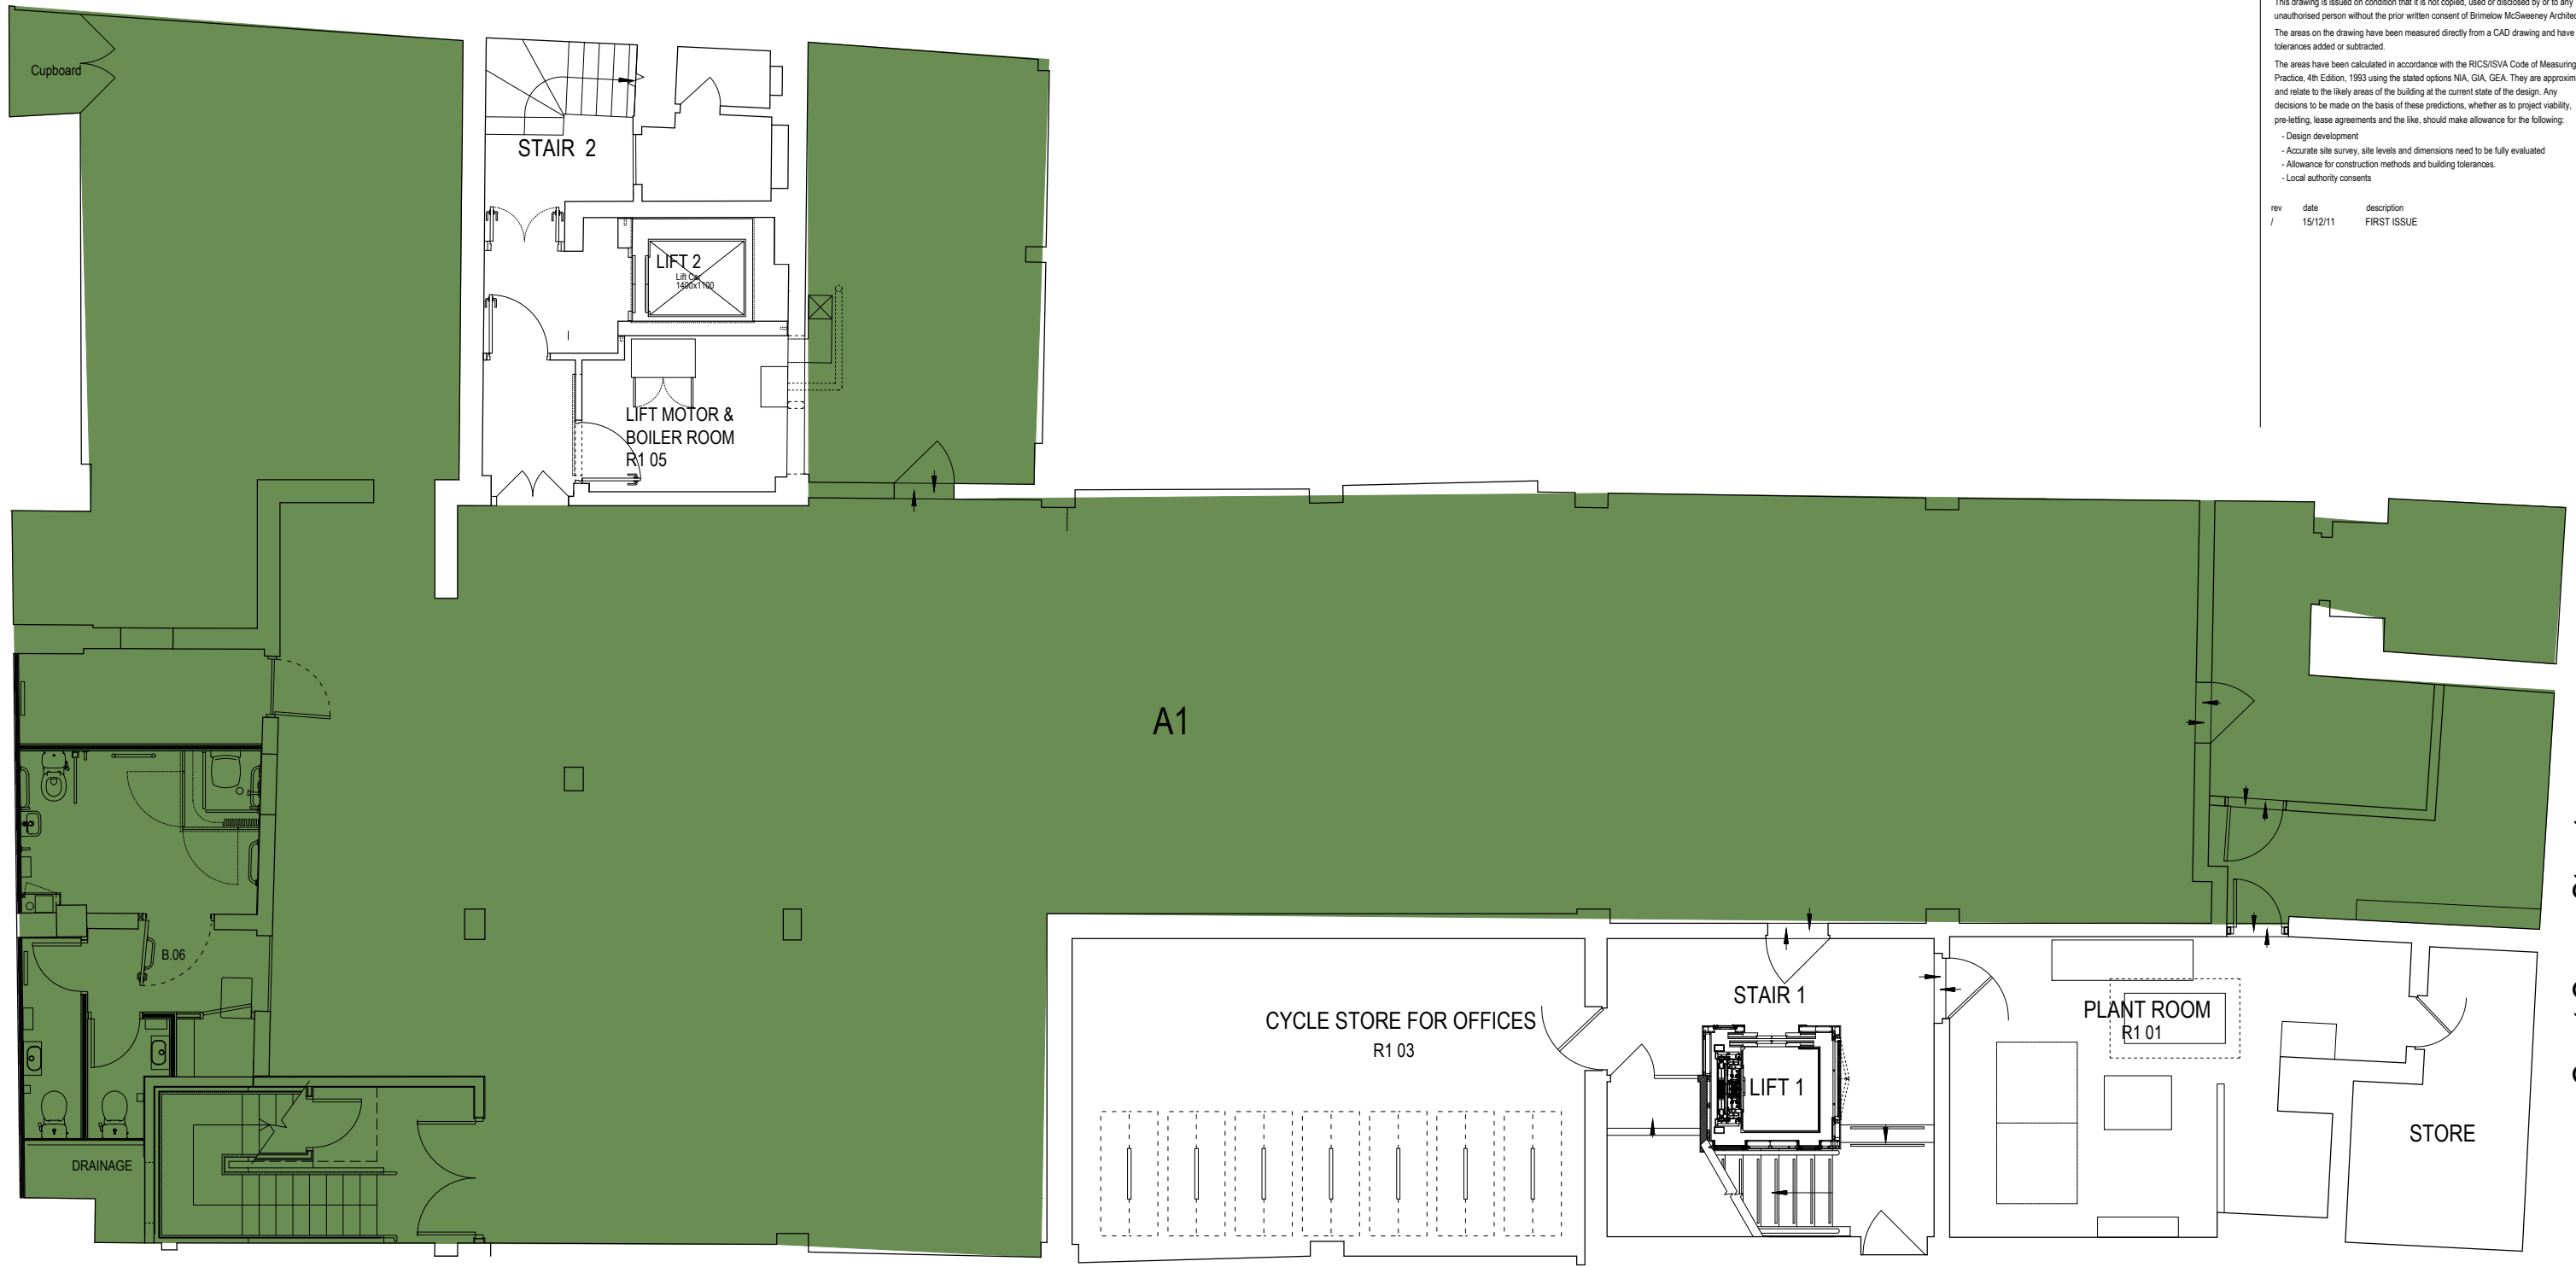 This drawing is issued on condition that it is not copied, used or disclosed by or to any
unauthorised person without the prior written consent of Brimelow McSweeney
The areas on the drawing have been measured directly from a CAD drawing and have
tolerances added or subtracted.
The areas have been calculated in accordance with the RICS/ISVA Code of Measuring
Practice, 4th Edition, 1993 using the stated options NIA, GIA, GEA. They are
and relate to the likely areas of the building at the current state of the design. Any
decisions to be made on the basis of these predictions, whether as to project viability,
pre-letting, lease agreements and the like, should make allowance for the following:
- Design development
- Accurate site survey, site levels and dimensions need to be fully evaluated
- Allowance for construction methods and building tolerances.
- Local authority consents
rev date description
/ 15/12/11 FIRST ISSUE
Cupboard
STAIR 2
LIFT 2
Lift Car
1400x1100
LIFT MOTOR &
BOILER ROOM
R1 05
A1
B.06
DRAINAGE
CYCLE STORE FOR OFFICES
R1 03
STAIR 1
LIFT 1
PLANT ROOM
R1 01
STORE